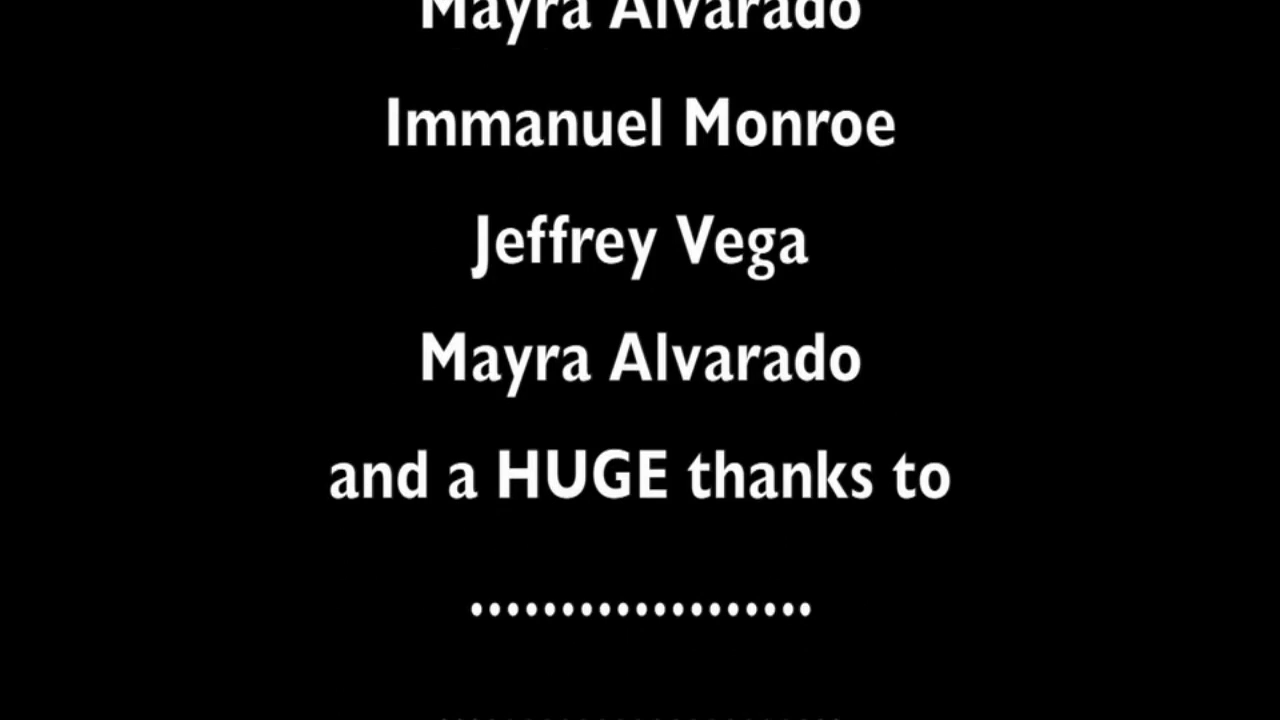 Mayra Alvarado
Immanuel Monroe
Jeffrey Vega
Mayra Alvarado
and a HUGE thanks to
...................